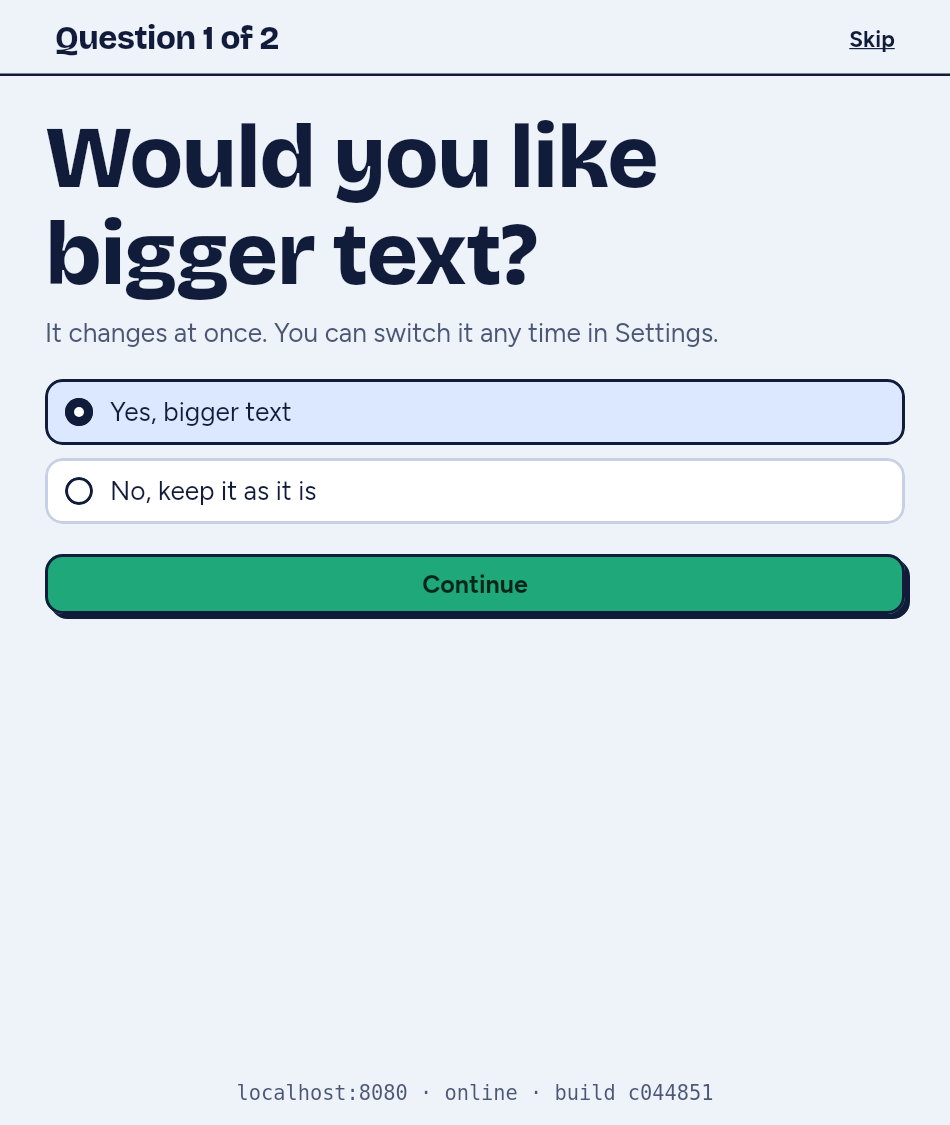 Question 1 of 2
Skip
Would you like
bigger text?
It changes at once. You can switch it any time in Settings.
Yes, bigger text
No, keep it as it is
Continue
localhost:8080 · online · build c044851